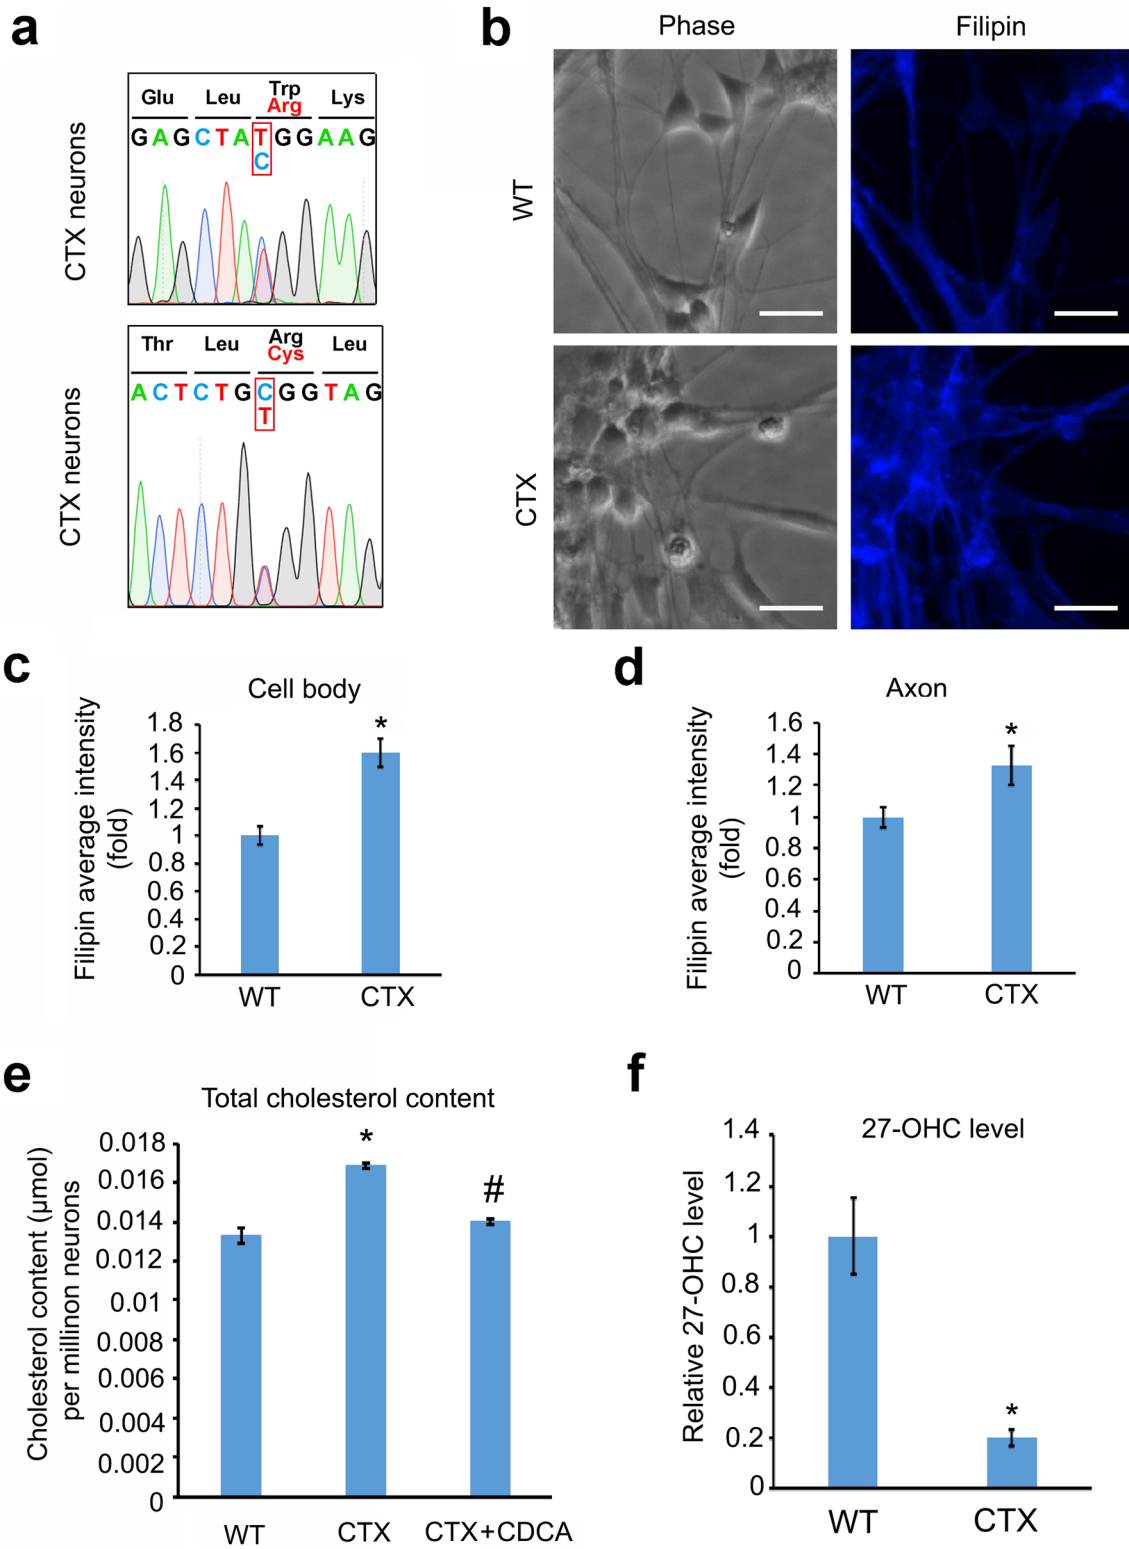 a
CTX neurons
Glu Leu Trp Lys
Arg
G A G C T A T G G A A G
C
CTX neurons
Thr Leu Arg Leu
Cys
A C T C T G C G G T A G
T
b
Phase Filipin
WT
CTX
c
Cell body
Filipin average intensity
(fold)
1.8
1.6
1.4
1.2
1
0.8
0.6
0.4
0.2
0
*
WT CTX
d
Axon
Filipin average intensity
(fold)
1.6
1.4
1.2
1
0.8
0.6
0.4
0.2
0
*
WT CTX
e
Total cholesterol content
Cholesterol content (μmol)
per millinon neurons
0.018
0.016
0.014
0.012
0.01
0.008
0.006
0.004
0.002
0
*
#
WT CTX CTX+CDCA
f
27-OHC level
Relative 27-OHC level
1.4
1.2
1
0.8
0.6
0.4
0.2
0
*
WT CTX